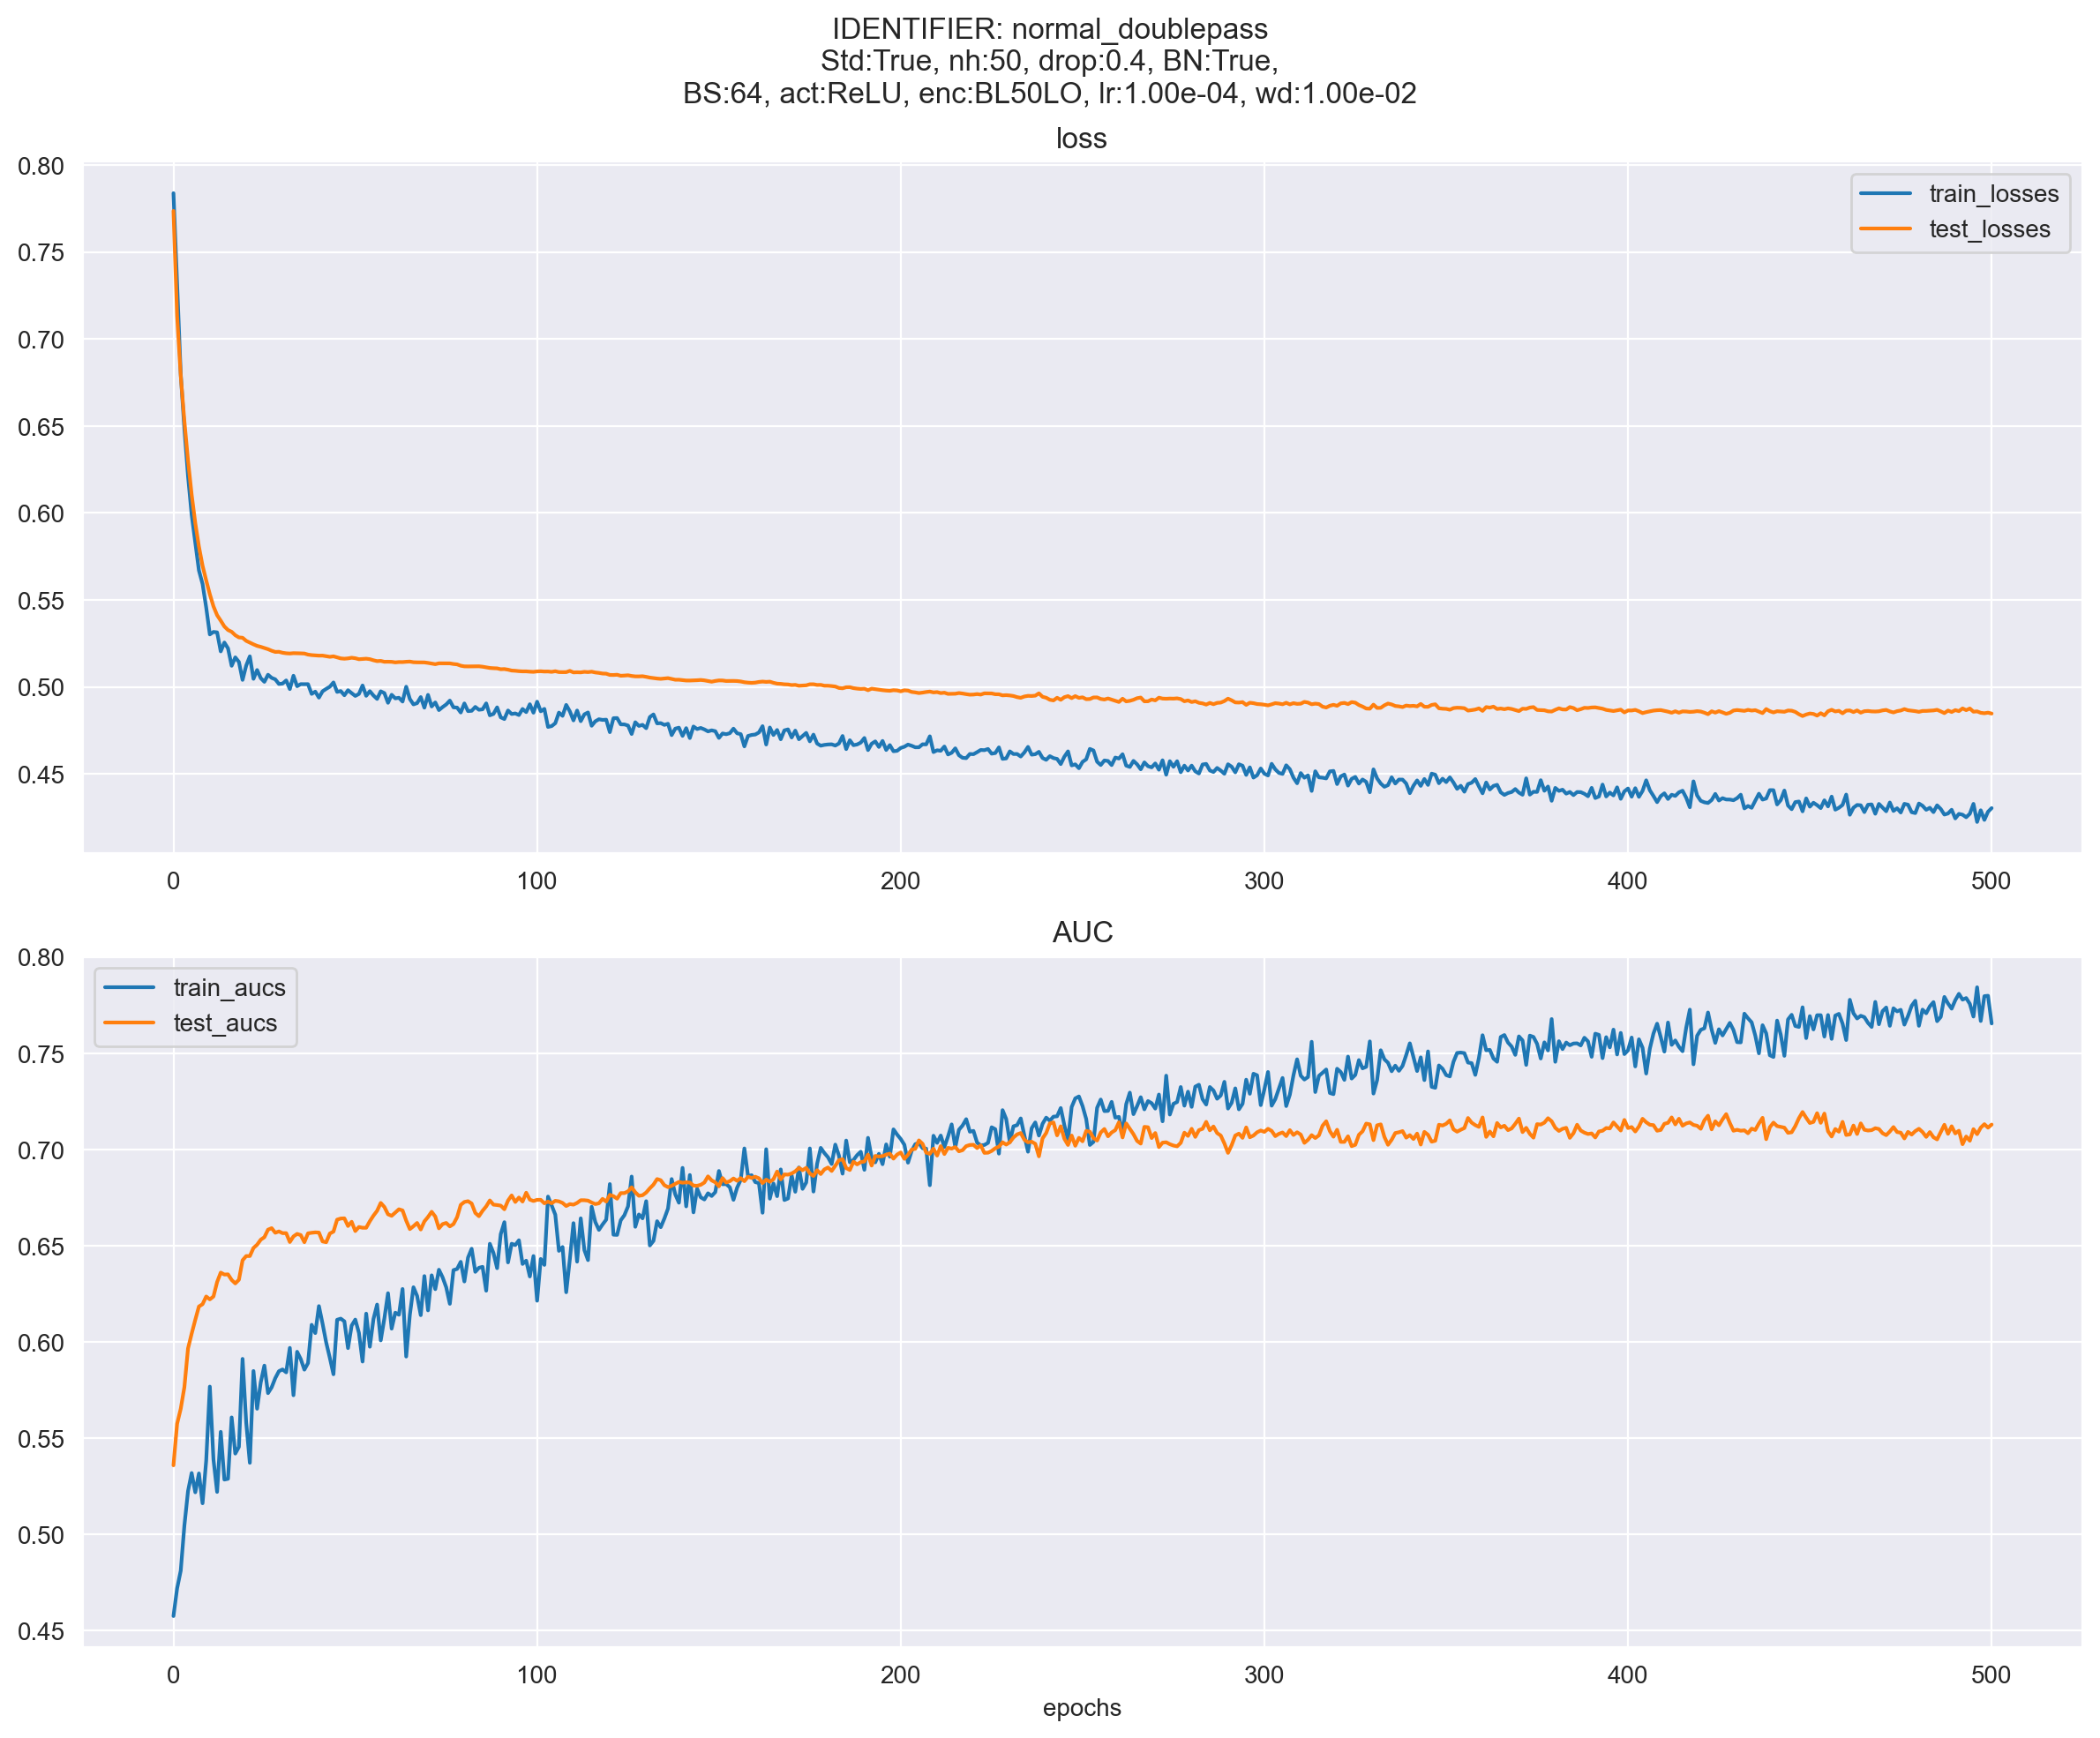 IDENTIFIER: normal_doublepass
Std:True, nh:50, drop:0.4, BN:True,
BS:64, act:ReLU, enc:BL50LO, lr:1.00e-04, wd:1.00e-02
loss
0.80
0.75
0.70
0.65
0.60
0.55
0.50
0.45
train_losses
test_losses
0 100 200 300 400 500
AUC
0.80
0.75
0.70
0.65
0.60
0.55
0.50
0.45
train_aucs
test_aucs
0 100 200 300 400 500
epochs